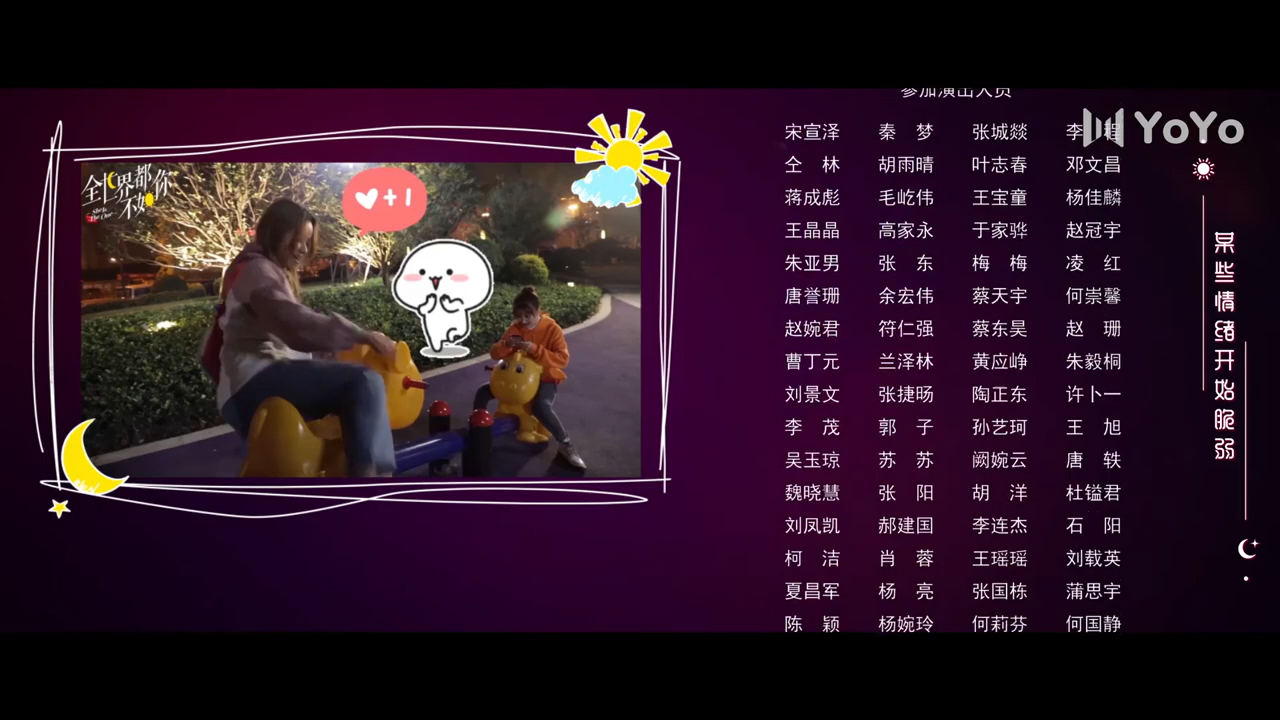 参加演出人员
YoYo
全世界都不如你
She Is The One
+1
宋宣泽 秦 梦 张城燚 李
仝 林 胡雨晴 叶志春 邓文昌
蒋成彪 毛屹伟 王宝童 杨佳麟
王晶晶 高家永 于家骅 赵冠宇
朱亚男 张 东 梅 梅 凌 红
唐誉珊 余宏伟 蔡天宇 何崇馨
赵婉君 符仁强 蔡东昊 赵 珊
曹丁元 兰泽林 黄应峥 朱毅桐
刘景文 张捷旸 陶正东 许卜一
李 茂 郭 子 孙艺珂 王 旭
吴玉琼 苏 苏 阙婉云 唐 轶
魏晓慧 张 阳 胡 洋 杜镒君
刘凤凯 郝建国 李连杰 石 阳
柯 洁 肖 蓉 王瑶瑶 刘载英
夏昌军 杨 亮 张国栋 蒲思宇
陈 颖 杨婉玲 何莉芬 何国静
某些情绪开始脆弱